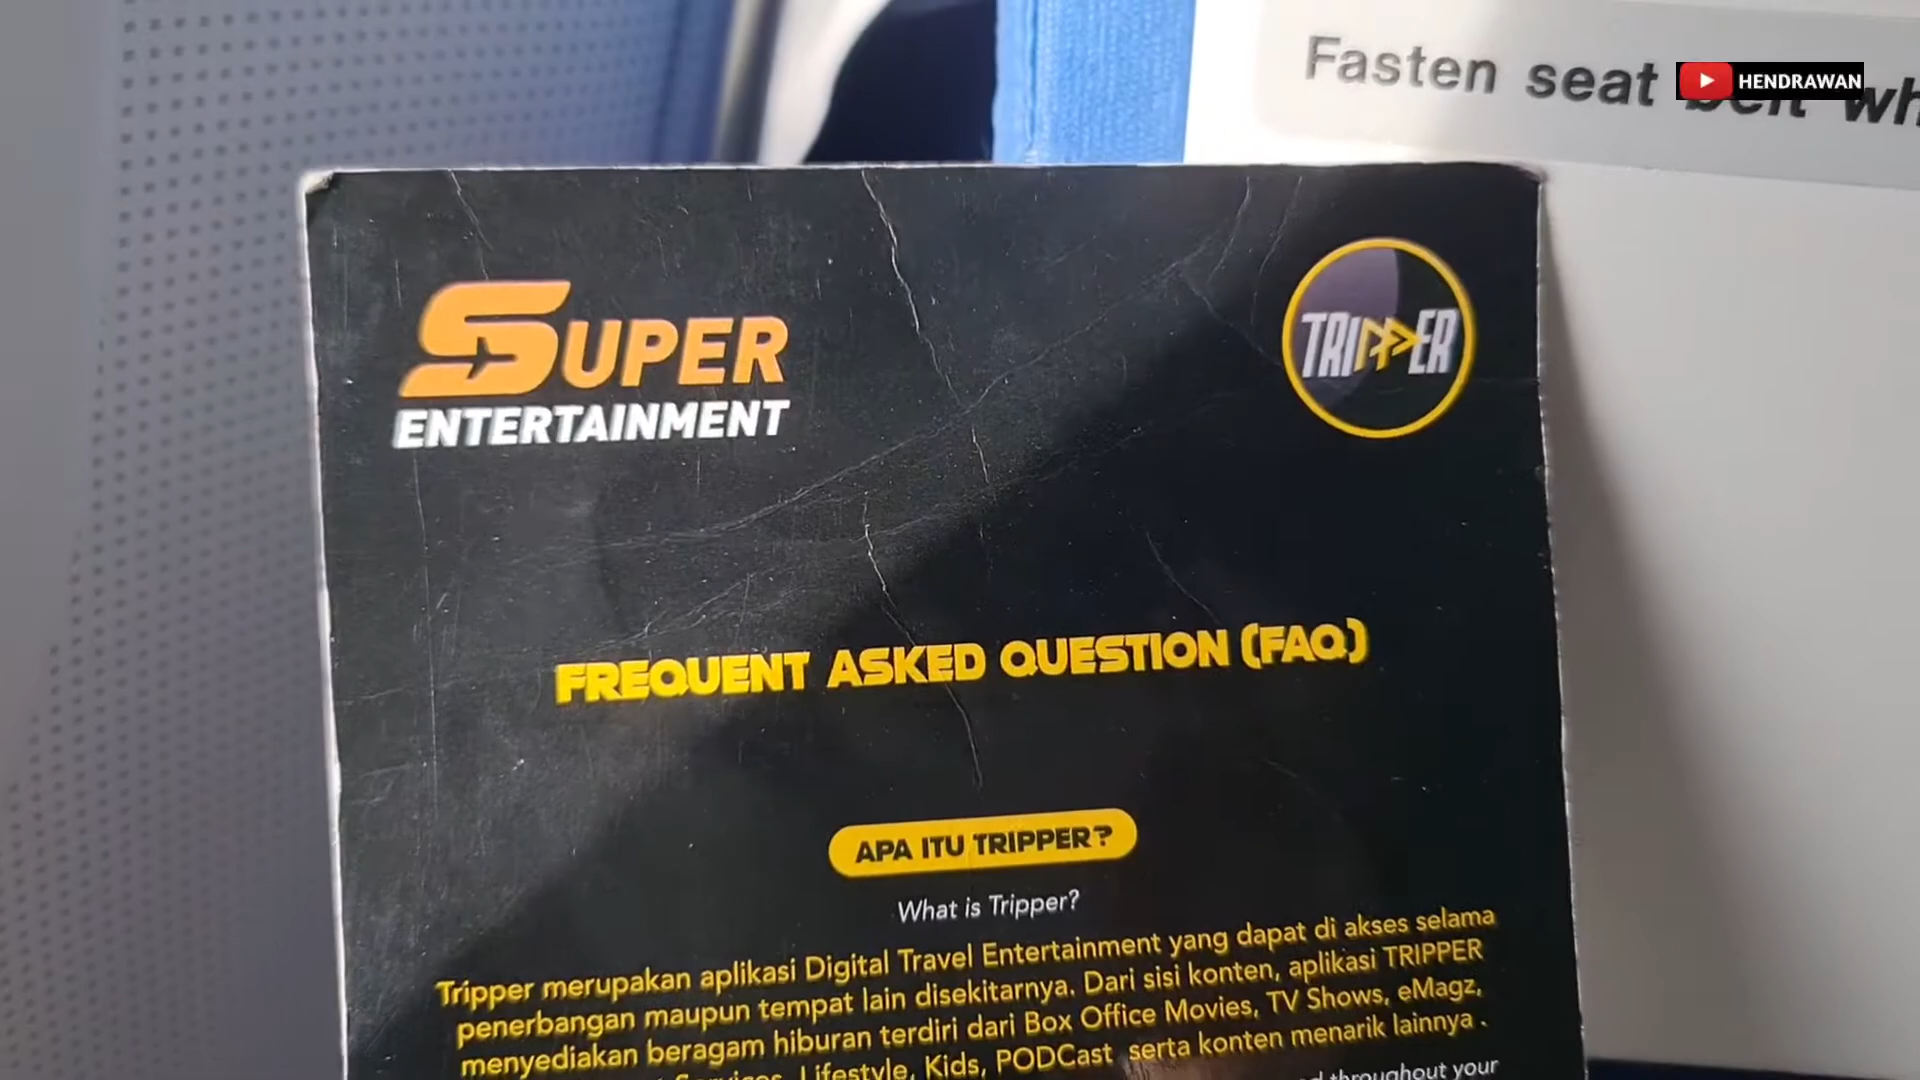 Fasten seat belt wh
HENDRAWAN
SUPER
ENTERTAINMENT
TRIPPER
FREQUENT ASKED QUESTION (FAQ)
APA ITU TRIPPER?
What is Tripper?
Tripper merupakan aplikasi Digital Travel Entertainment yang dapat di akses selama
penerbangan maupun tempat lain disekitarnya. Dari sisi konten, aplikasi TRIPPER
menyediakan beragam hiburan terdiri dari Box Office Movies, TV Shows, eMagz,
Services, Lifestyle, Kids, PODCast serta konten menarik lainnya .
throughout your